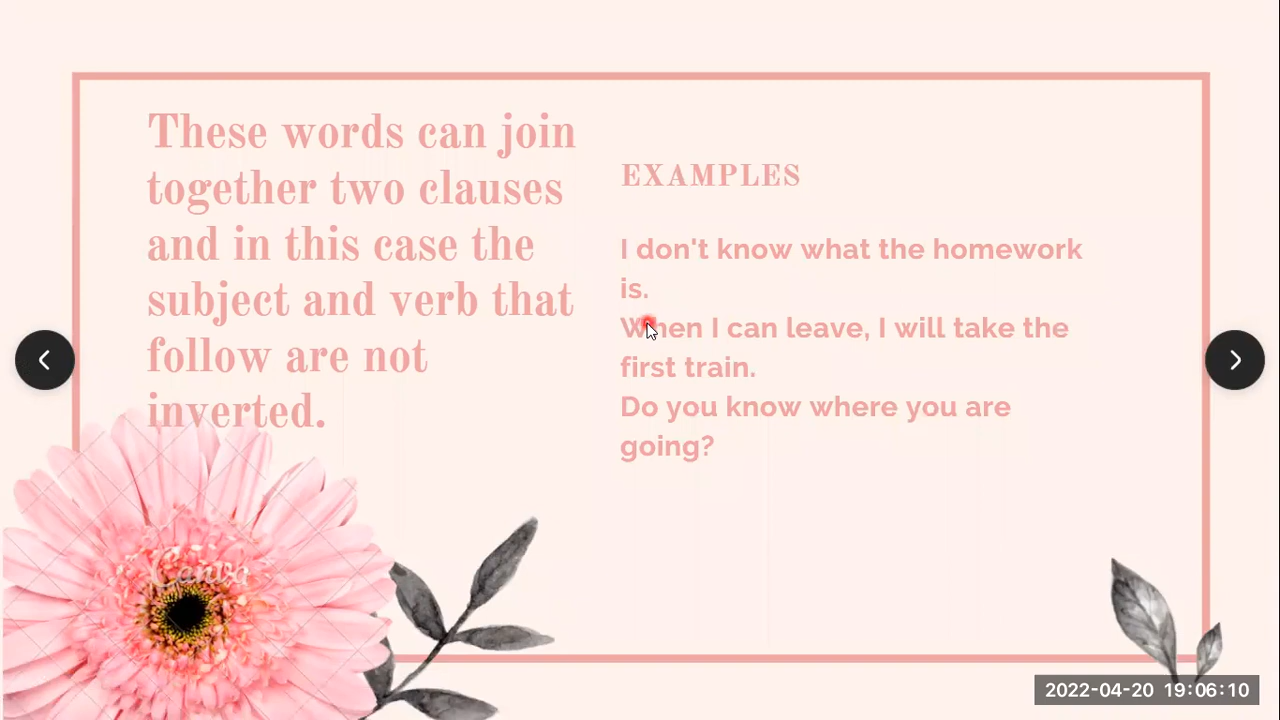 These words can join
together two clauses
and in this case the
subject and verb that
follow are not
inverted.
EXAMPLES
I don't know what the homework
is.
When I can leave, I will take the
first train.
Do you know where you are
going?
Canva
2022-04-20 19:06:10